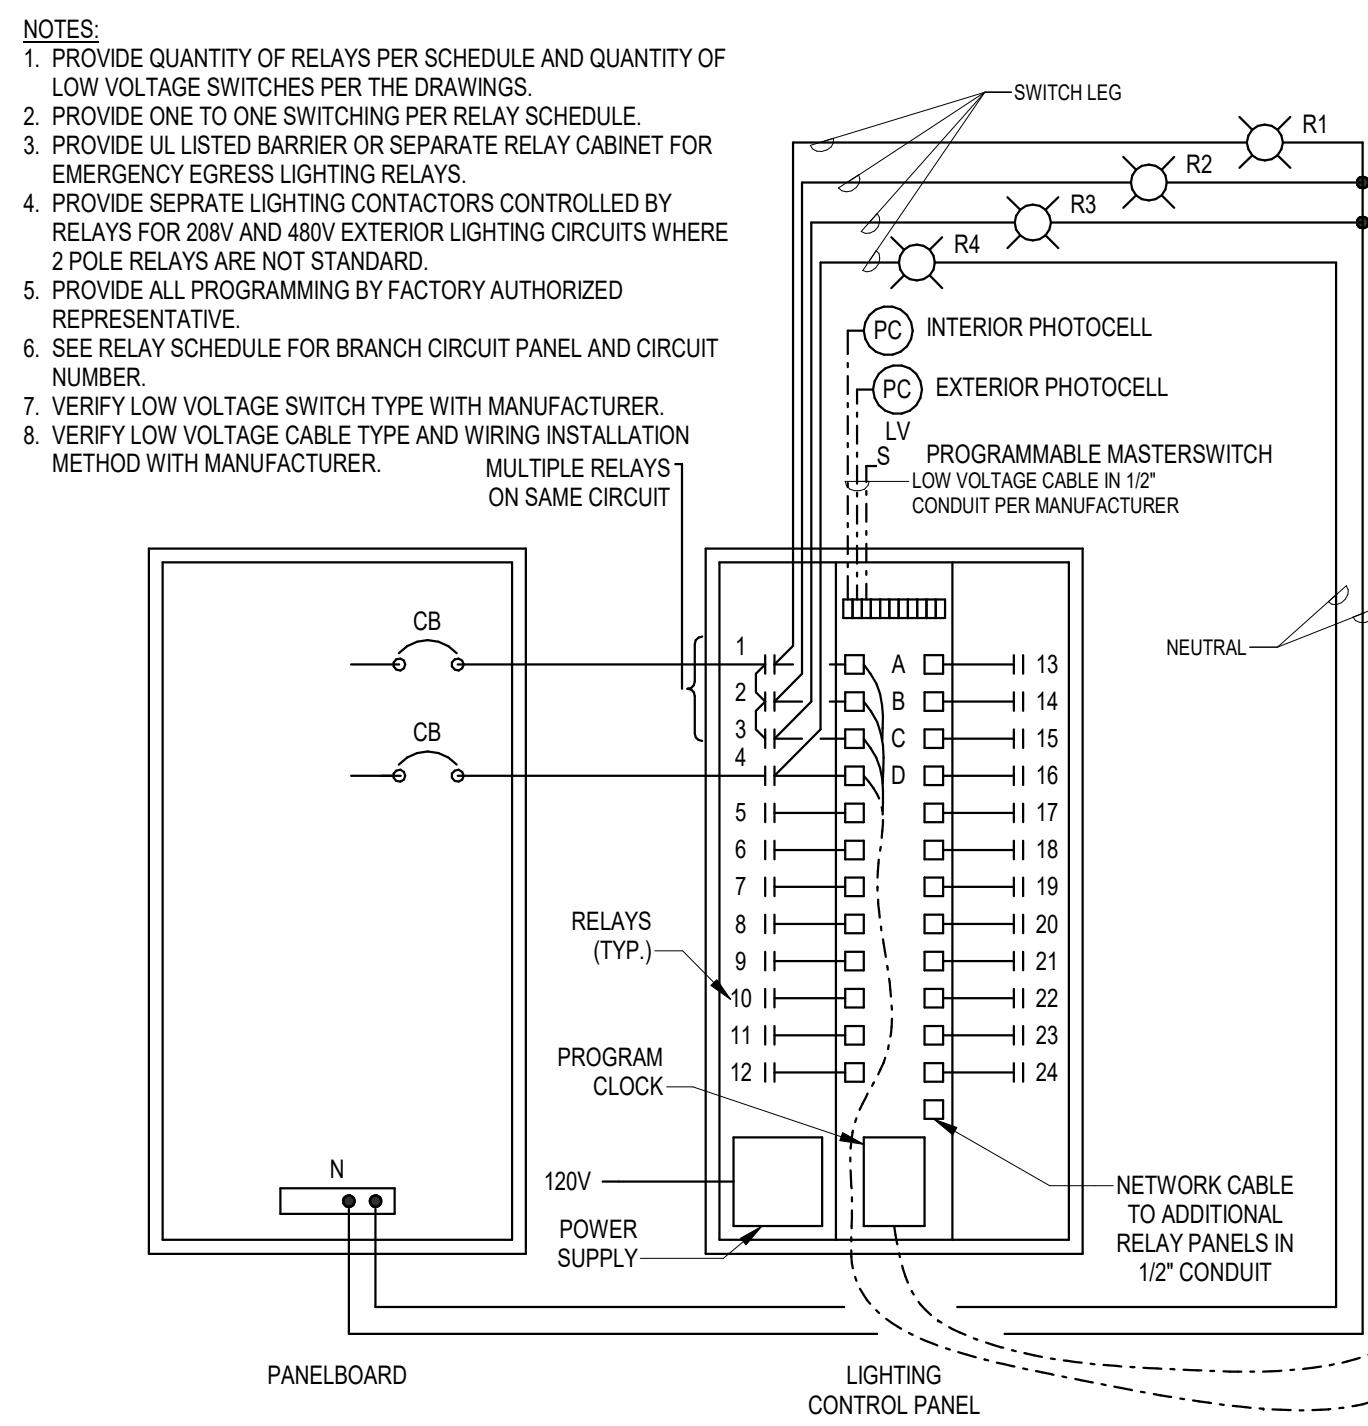 NOTES:
1. PROVIDE QUANTITY OF RELAYS PER SCHEDULE AND QUANTITY OF
LOW VOLTAGE SWITCHES PER THE DRAWINGS.
2. PROVIDE ONE TO ONE SWITCHING PER RELAY SCHEDULE.
3. PROVIDE UL LISTED BARRIER OR SEPARATE RELAY CABINET FOR
EMERGENCY EGRESS LIGHTING RELAYS.
4. PROVIDE SEPRATE LIGHTING CONTACTORS CONTROLLED BY
RELAYS FOR 208V AND 480V EXTERIOR LIGHTING CIRCUITS WHERE
2 POLE RELAYS ARE NOT STANDARD.
5. PROVIDE ALL PROGRAMMING BY FACTORY AUTHORIZED
REPRESENTATIVE.
6. SEE RELAY SCHEDULE FOR BRANCH CIRCUIT PANEL AND CIRCUIT
NUMBER.
7. VERIFY LOW VOLTAGE SWITCH TYPE WITH MANUFACTURER.
8. VERIFY LOW VOLTAGE CABLE TYPE AND WIRING INSTALLATION
METHOD WITH MANUFACTURER.
SWITCH LEG
R1
R2
R3
R4
PC INTERIOR PHOTOCELL
PC EXTERIOR PHOTOCELL
LV
S PROGRAMMABLE MASTERSWITCH
LOW VOLTAGE CABLE IN 1/2"
CONDUIT PER MANUFACTURER
MULTIPLE RELAYS
ON SAME CIRCUIT
NEUTRAL
CB
CB
N
PANELBOARD
1 A 13
2 B 14
3 C 15
4 D 16
5 17
6 18
7 19
8 20
9 21
10 22
11 23
12 24
RELAYS
(TYP.)
PROGRAM
CLOCK
120V
POWER
SUPPLY
NETWORK CABLE
TO ADDITIONAL
RELAY PANELS IN
1/2" CONDUIT
LIGHTING
CONTROL PANEL